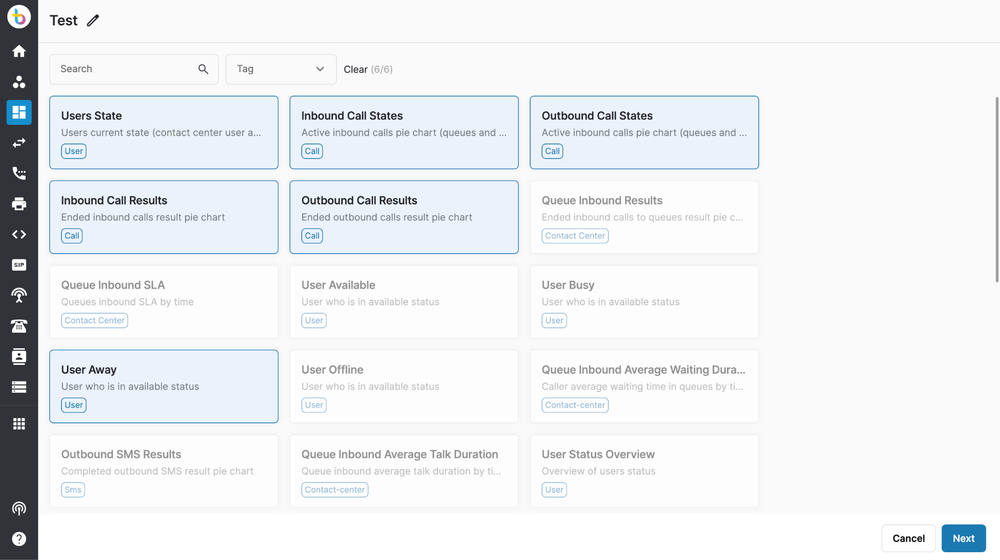 Test
Search
Tag
Clear (6/6)
Users State
Users current state (contact center user a...
User
Inbound Call States
Active inbound calls pie chart (queues and ...
Call
Outbound Call States
Active inbound calls pie chart (queues and ...
Call
Inbound Call Results
Ended inbound calls result pie chart
Call
Outbound Call Results
Ended outbound calls result pie chart
Call
Queue Inbound Results
Ended inbound calls to queues result pie c...
Contact Center
SIP
Queue Inbound SLA
Queues inbound SLA by time
Contact Center
User Available
User who is in available status
User
User Busy
User who is in available status
User
User Away
User who is in available status
User
User Offline
User who is in available status
User
Queue Inbound Average Waiting Dura...
Caller average waiting time in queues by ti...
Contact-center
Outbound SMS Results
Completed outbound SMS result pie chart
Sms
Queue Inbound Average Talk Duration
Queue inbound average talk duration by ti...
Contact-center
User Status Overview
Overview of users status
User
Cancel
Next